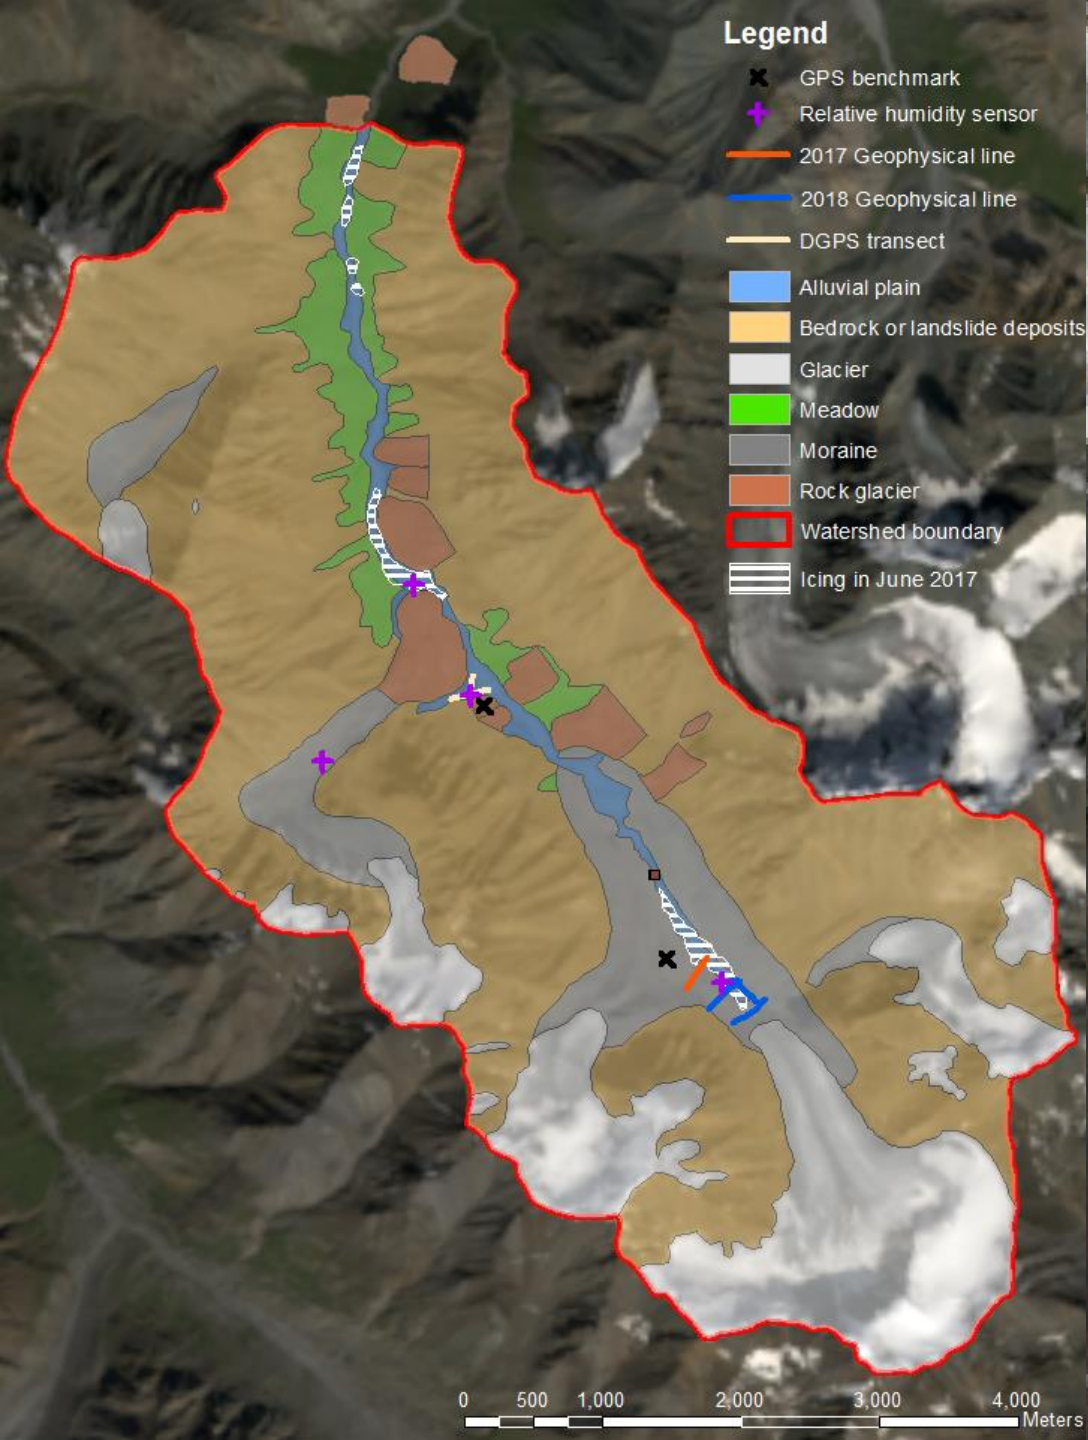 Legend
GPS benchmark
Relative humidity sensor
2017 Geophysical line
2018 Geophysical line
DGPS transect
Alluvial plain
Bedrock or landslide deposits
Glacier
Meadow
Moraine
Rock glacier
Watershed boundary
Icing in June 2017
0 500 1,000 2,000 3,000 4,000
Meters